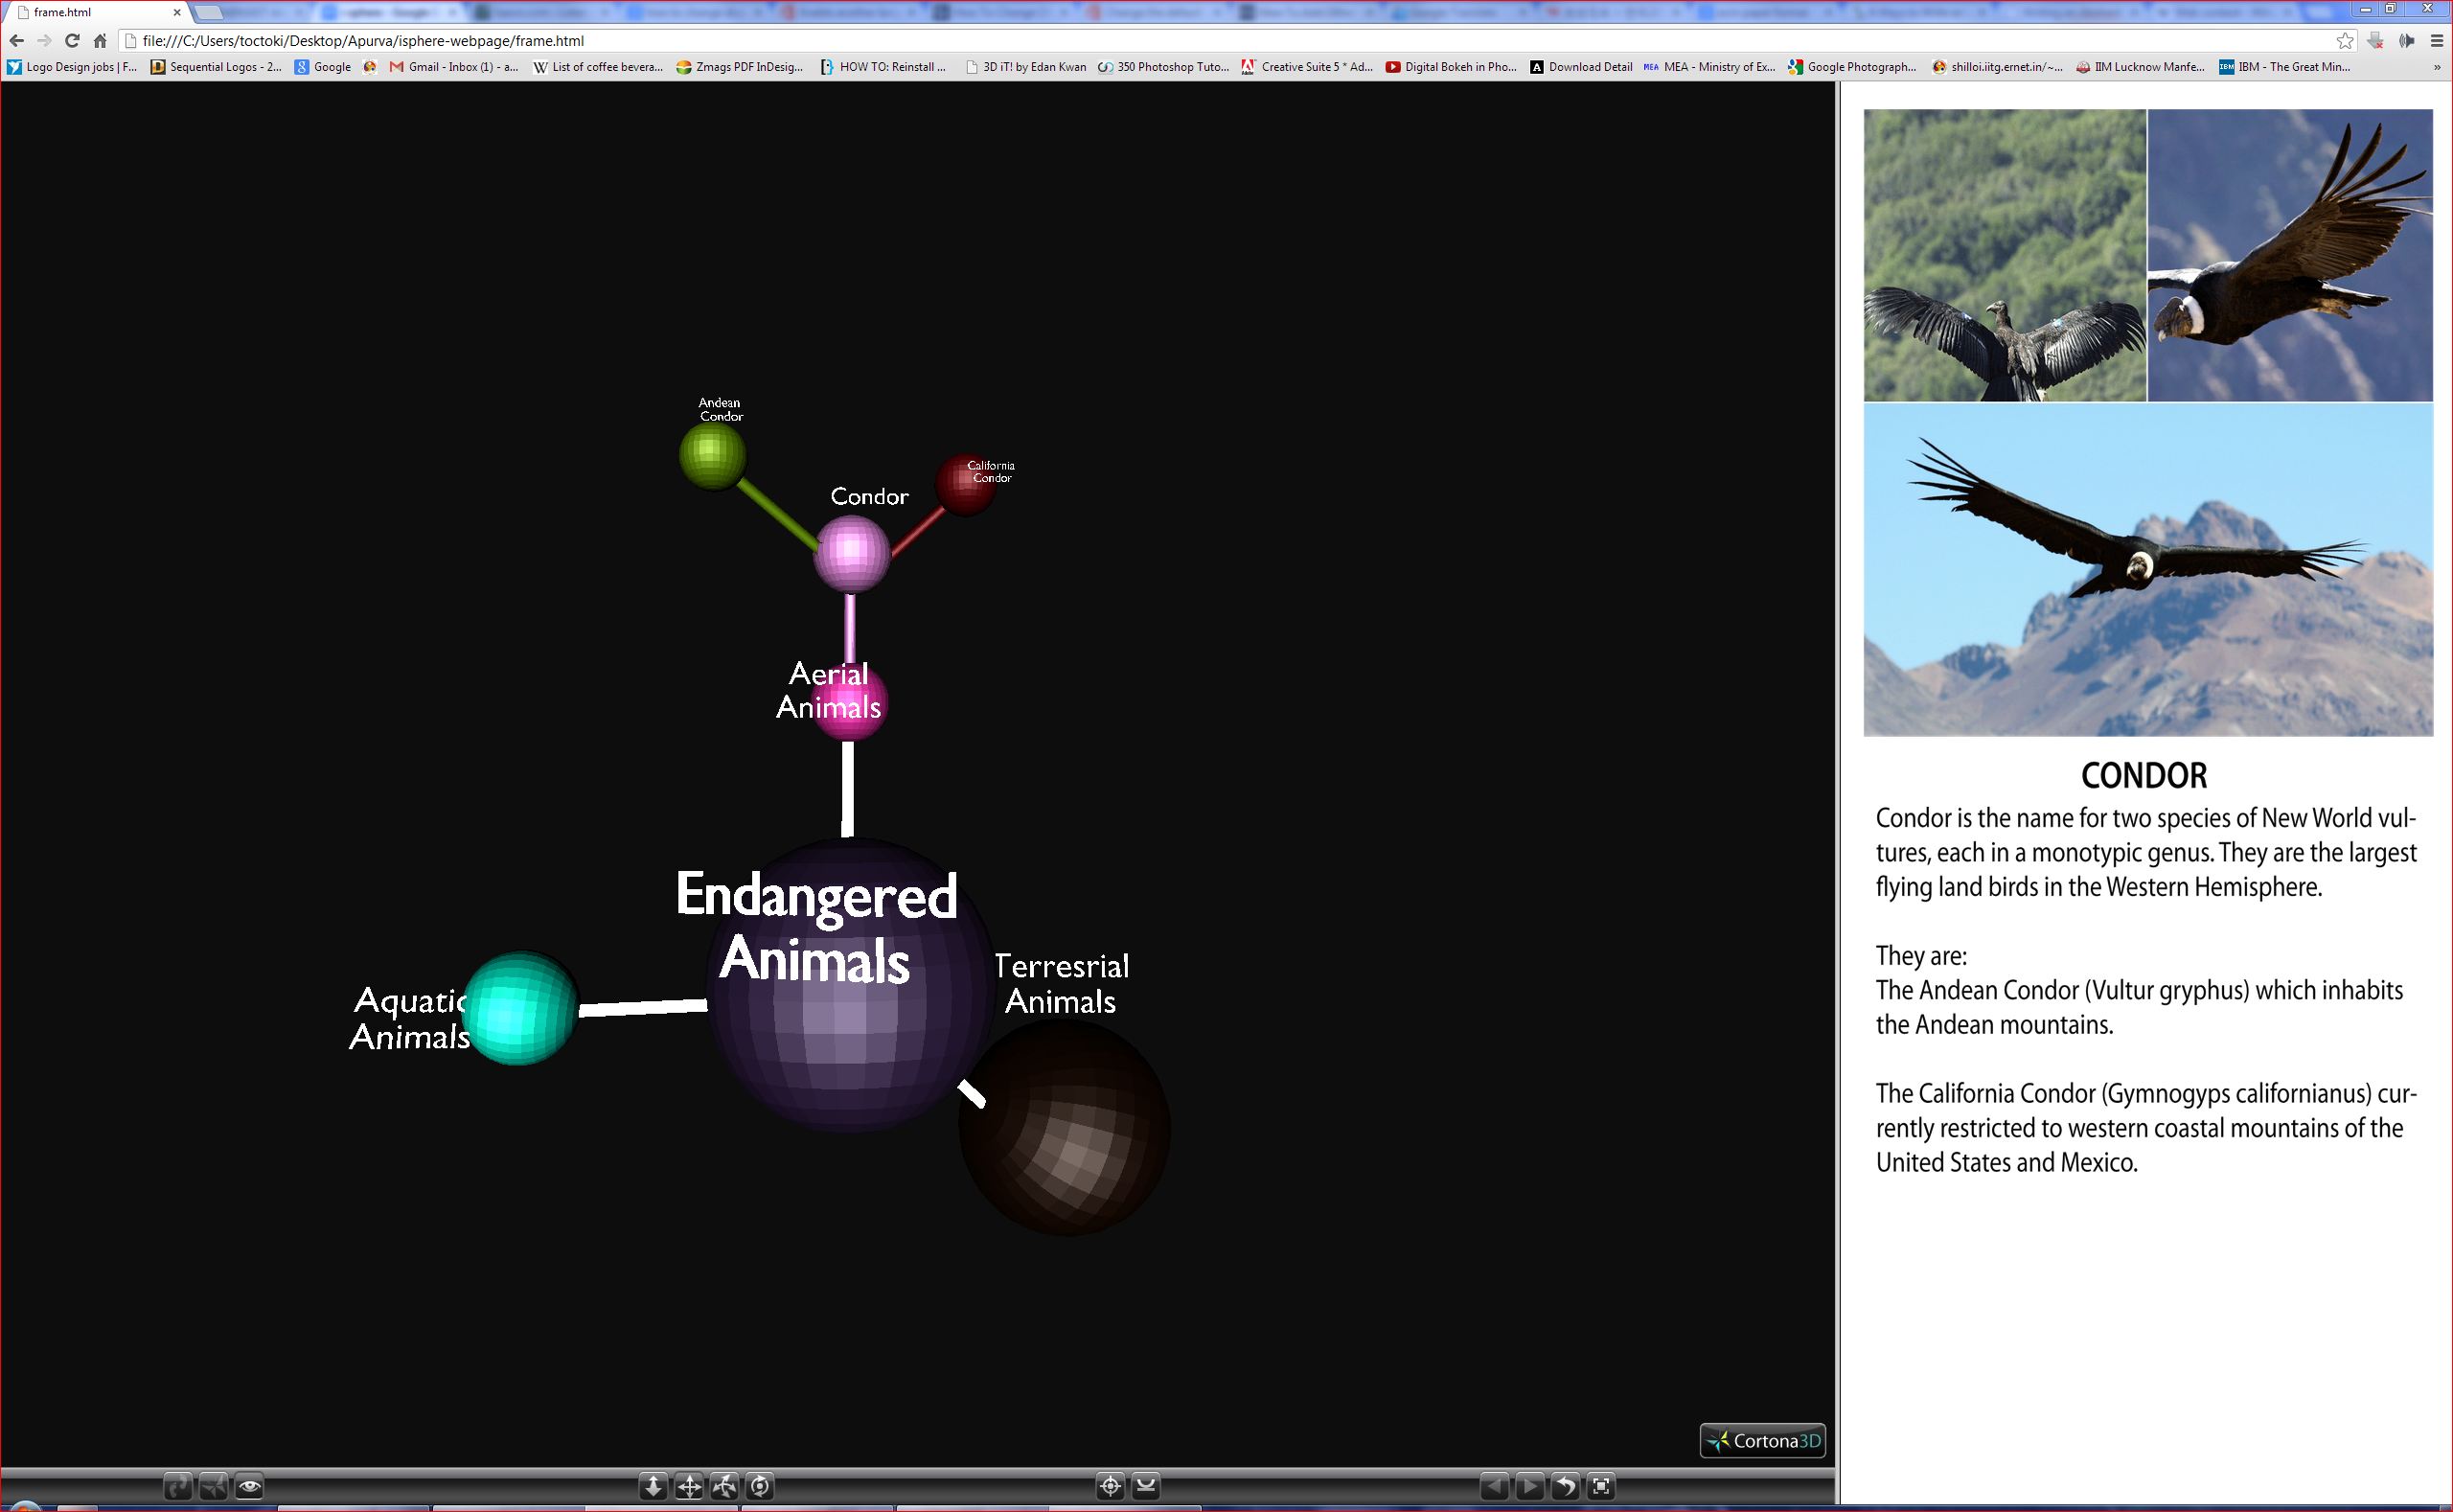 frame.html
file:///C:/Users/toctoki/Desktop/Apurva/isphere-webpage/frame.html
Logo Design jobs | F...
Sequential Logos - 2...
Google
Gmail - Inbox (1) - a...
List of coffee bevera...
Zmags PDF InDesig...
HOW TO: Reinstall ...
3D iT! by Edan Kwan
350 Photoshop Tuto...
Creative Suite 5 * Ad...
Digital Bokeh in Pho...
Download Detail
MEA - Ministry of Ex...
Google Photograph...
shilloi.iitg.ernet.in/~...
IIM Lucknow Manfe...
IBM - The Great Min...
Andean
Condor
California
Condor
Condor
Aerial
Animals
Endangered
Animals
Terresrial
Animals
Aquatic
Animals
Cortona3D
CONDOR
Condor is the name for two species of New World vul-
tures, each in a monotypic genus. They are the largest
flying land birds in the Western Hemisphere.
They are:
The Andean Condor (Vultur gryphus) which inhabits
the Andean mountains.
The California Condor (Gymnogyps californianus) cur-
rently restricted to western coastal mountains of the
United States and Mexico.